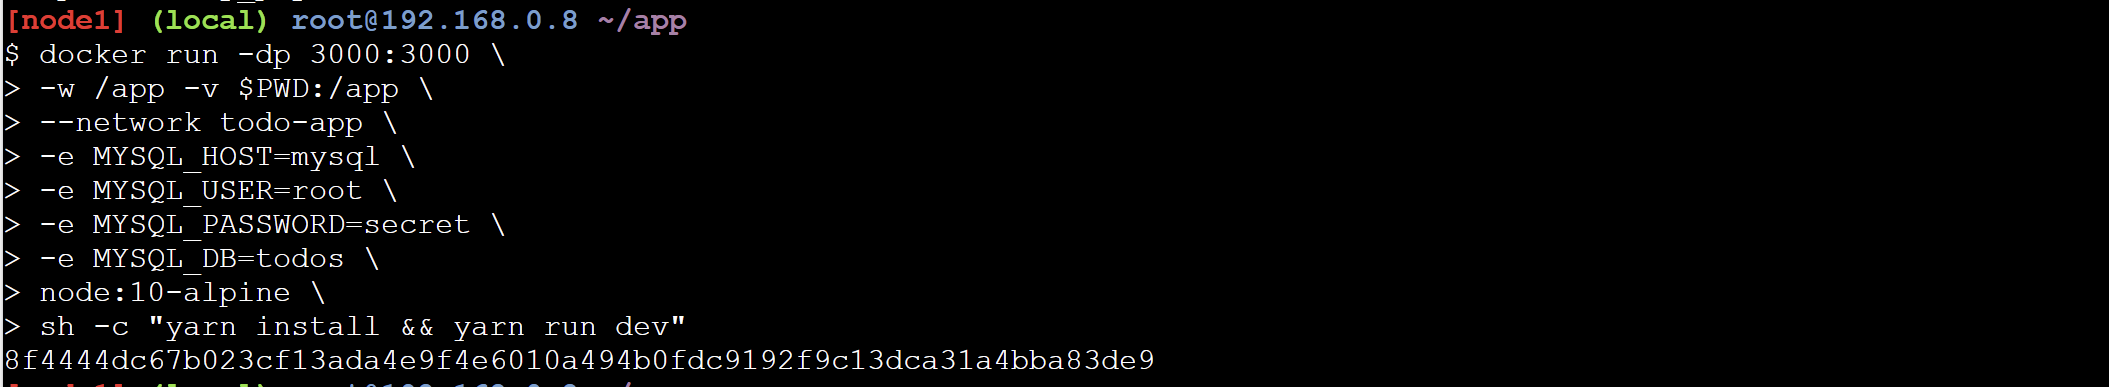 [node1] (local) root@192.168.0.8 ~/app
$ docker run -dp 3000:3000 \
> -w /app -v $PWD:/app \
> --network todo-app \
> -e MYSQL_HOST=mysql \
> -e MYSQL_USER=root \
> -e MYSQL_PASSWORD=secret \
> -e MYSQL_DB=todos \
> node:10-alpine \
> sh -c "yarn install && yarn run dev"
8f4444dc67b023cf13ada4e9f4e6010a494b0fdc9192f9c13dca31a4bba83de9